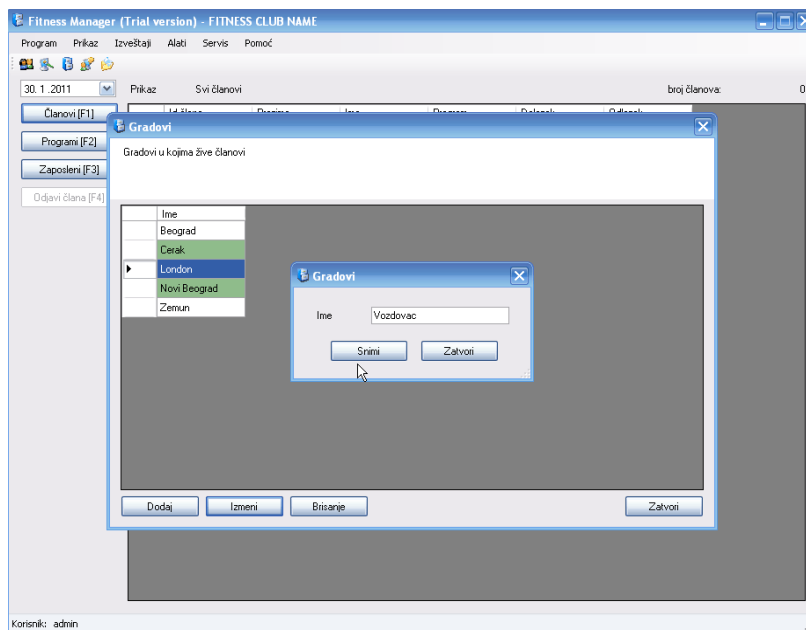 Fitness Manager (Trial version) - FITNESS CLUB NAME
Program Prikaz Izveštaji Alati Servis Pomoć
30. 1 .2011 Prikaz Svi članovi broj članova: 0
Članovi [F1]
Gradovi
Programi [F2]
Gradovi u kojima žive članovi
Zaposleni [F3]
Odjavi člana [F4]
Ime
Beograd
Cerak
London
Novi Beograd
Zemun
Gradovi
Ime Vozdovac
Snimi Zatvori
Dodaj Izmeni Brisanje Zatvori
Korisnik: admin